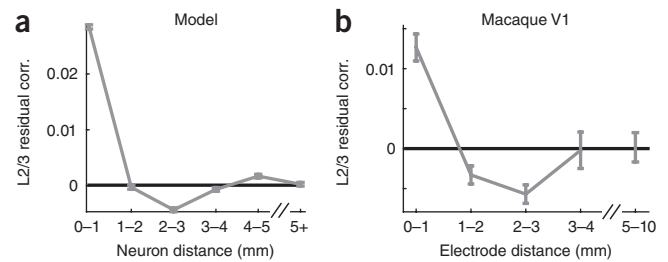 a
Model
L2/3 residual corr.
0.02
0.01
0
0–1
1–2
2–3
3–4
4–5
5+
Neuron distance (mm)
b
Macaque V1
L2/3 residual corr.
0.01
0
0–1
1–2
2–3
3–4
5–10
Electrode distance (mm)